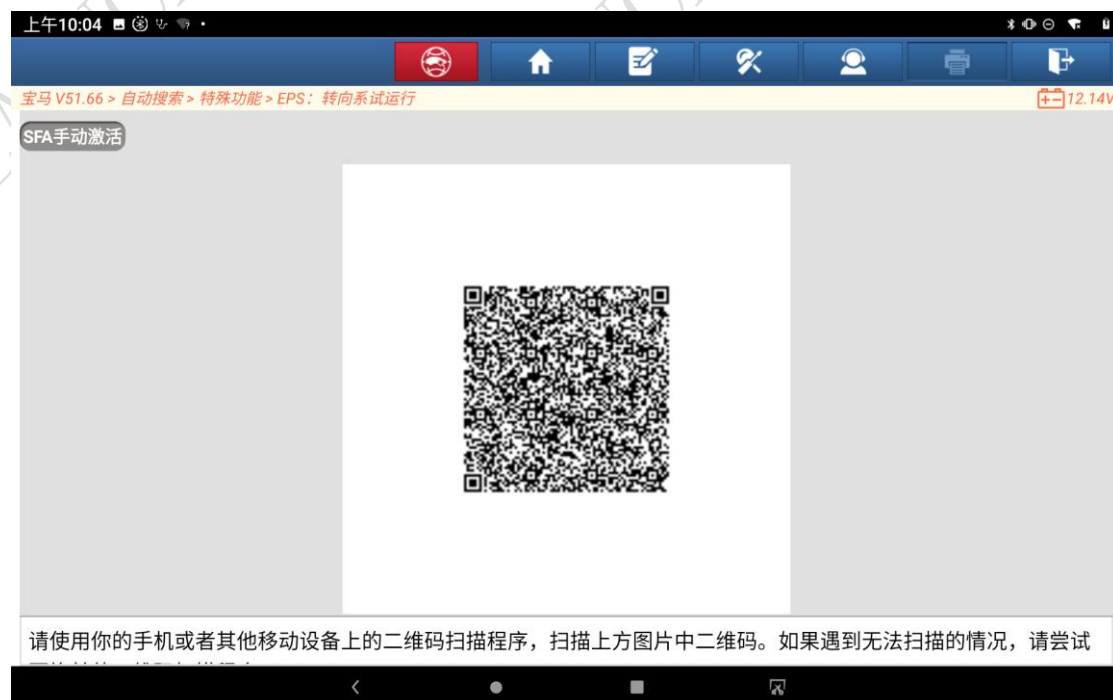 上午10:04
宝马 V51.66 > 自动搜索 > 特殊功能 > EPS：转向系试运行
12.14V
SFA手动激活
请使用你的手机或者其他移动设备上的二维码扫描程序，扫描上方图片中二维码。如果遇到无法扫描的情况，请尝试